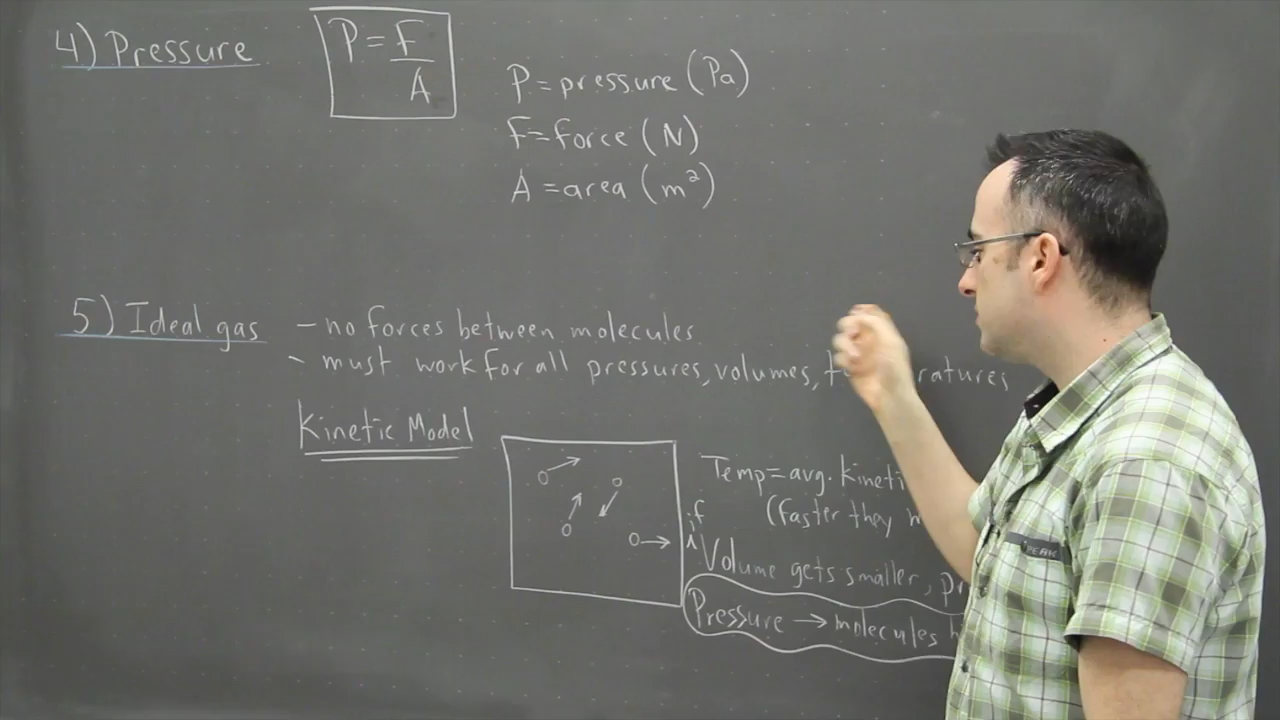 4) Pressure
P = F
A
P = pressure (Pa)
F = force (N)
A = area (m²)
5) Ideal gas - no forces between molecules
- must work for all pressures, volumes,
Kinetic Model
Temp = avg.
(faster they
if
Volume gets smaller,
Pressure → molecules